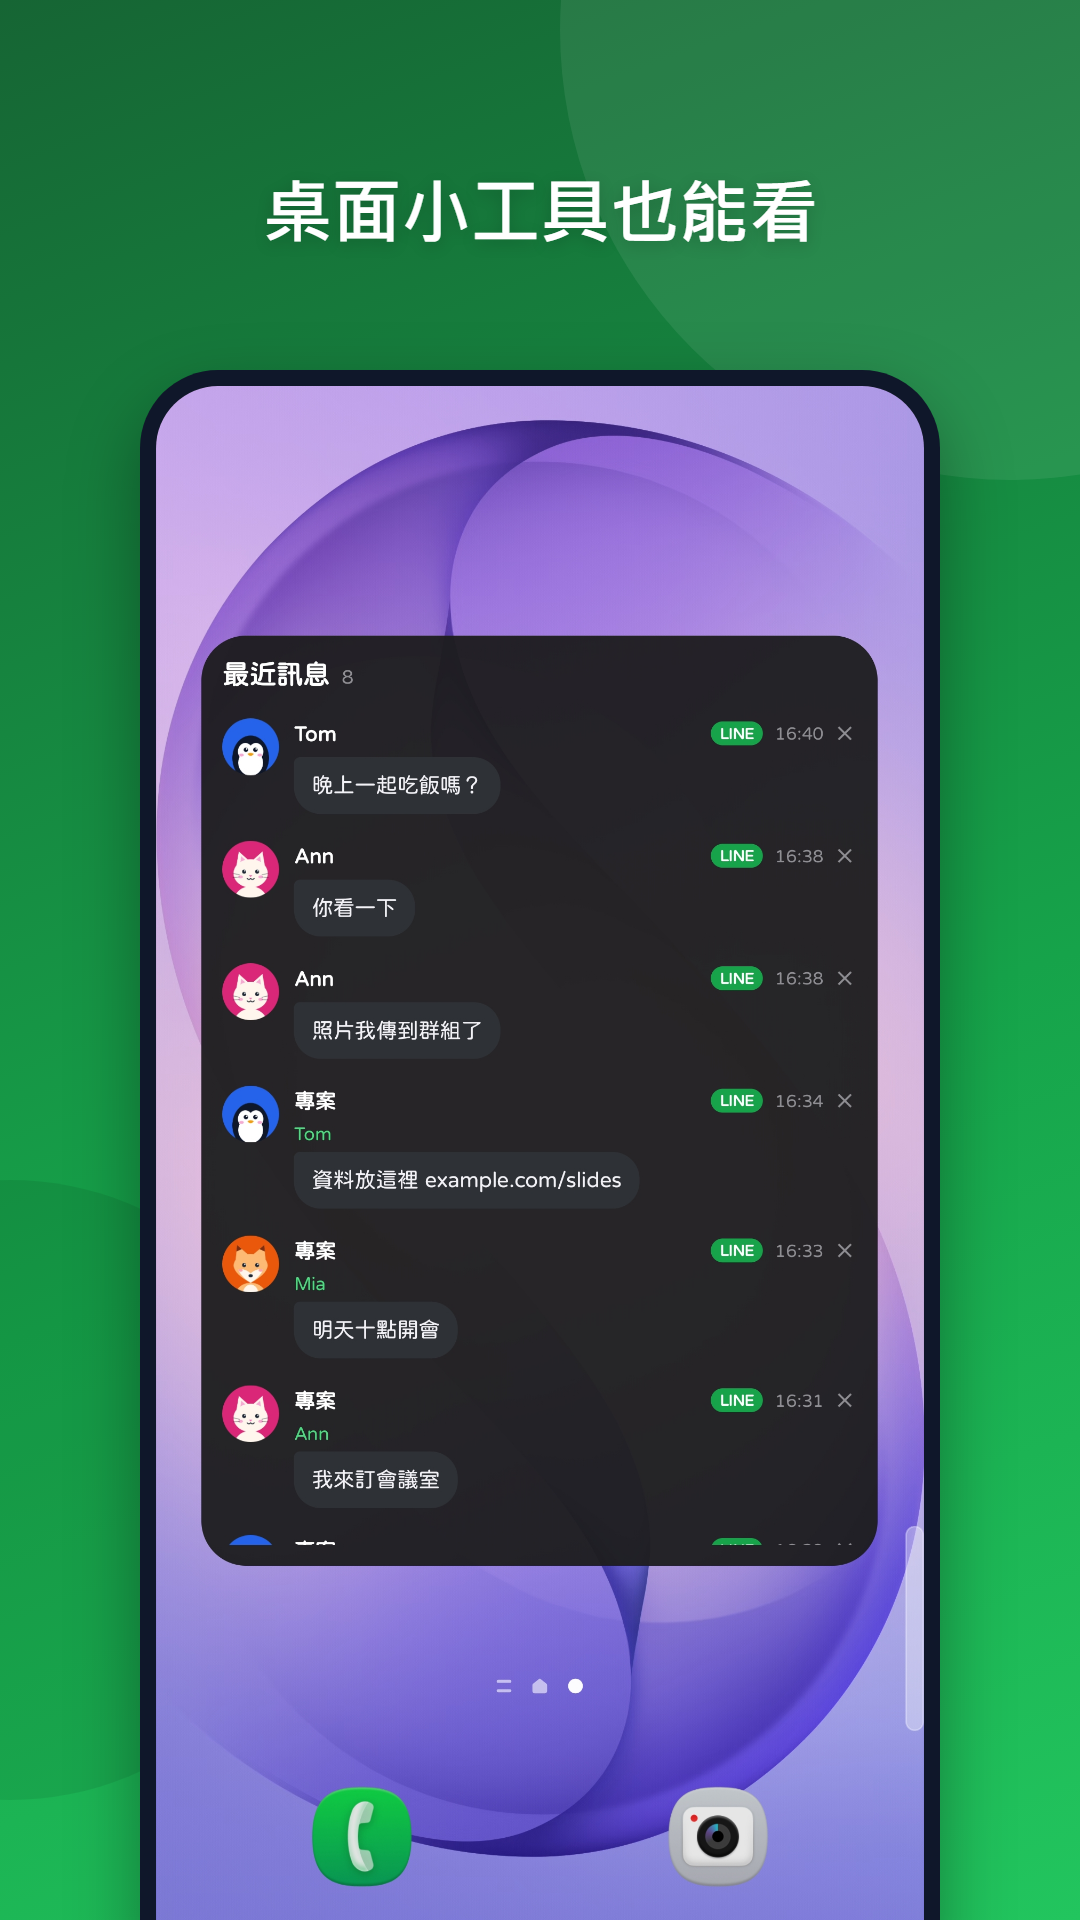 桌面小工具也能看
最近訊息 8
Tom LINE 16:40
晚上一起吃飯嗎？
Ann LINE 16:38
你看一下
Ann LINE 16:38
照片我傳到群組了
專案 LINE 16:34
Tom
資料放這裡 example.com/slides
專案 LINE 16:33
Mia
明天十點開會
專案 LINE 16:31
Ann
我來訂會議室